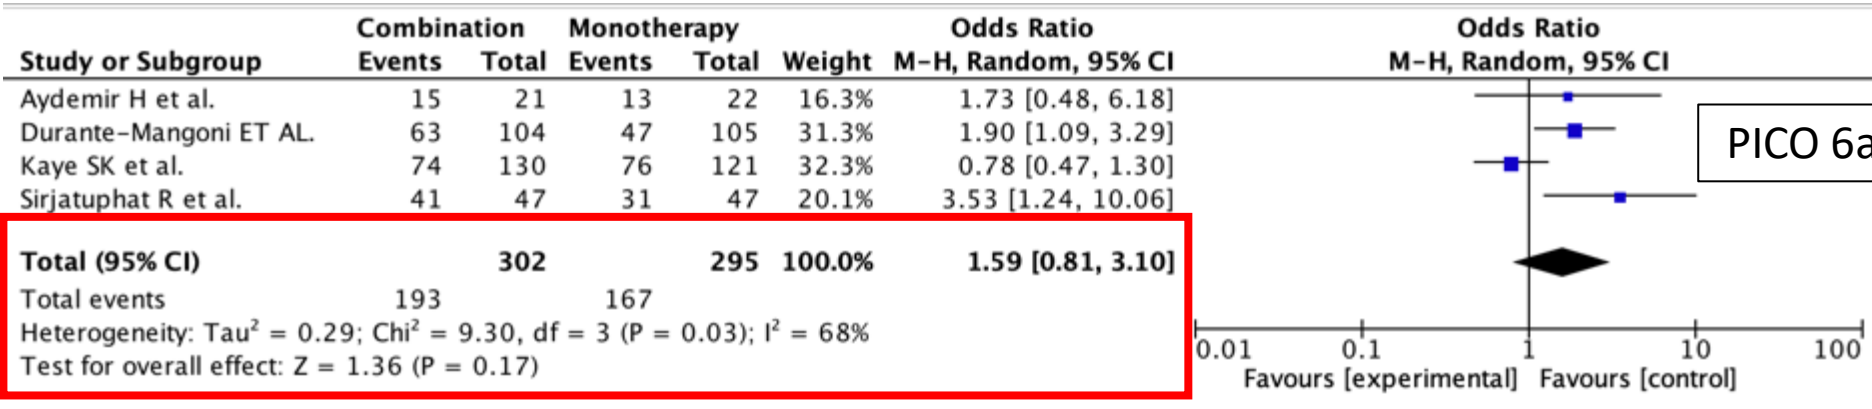 Combination Monotherapy Odds Ratio Odds Ratio
Study or Subgroup Events Total Events Total Weight M-H, Random, 95% CI M-H, Random, 95% CI
Aydemir H et al. 15 21 13 22 16.3% 1.73 [0.48, 6.18]
Durante-Mangoni ET AL. 63 104 47 105 31.3% 1.90 [1.09, 3.29]
Kaye SK et al. 74 130 76 121 32.3% 0.78 [0.47, 1.30]
Sirjatuphat R et al. 41 47 31 47 20.1% 3.53 [1.24, 10.06]
PICO 6a
Total (95% CI) 302 295 100.0% 1.59 [0.81, 3.10]
Total events 193 167
Heterogeneity: Tau² = 0.29; Chi² = 9.30, df = 3 (P = 0.03); I² = 68%
Test for overall effect: Z = 1.36 (P = 0.17)
0.01 0.1 1 10 100
Favours [experimental] Favours [control]